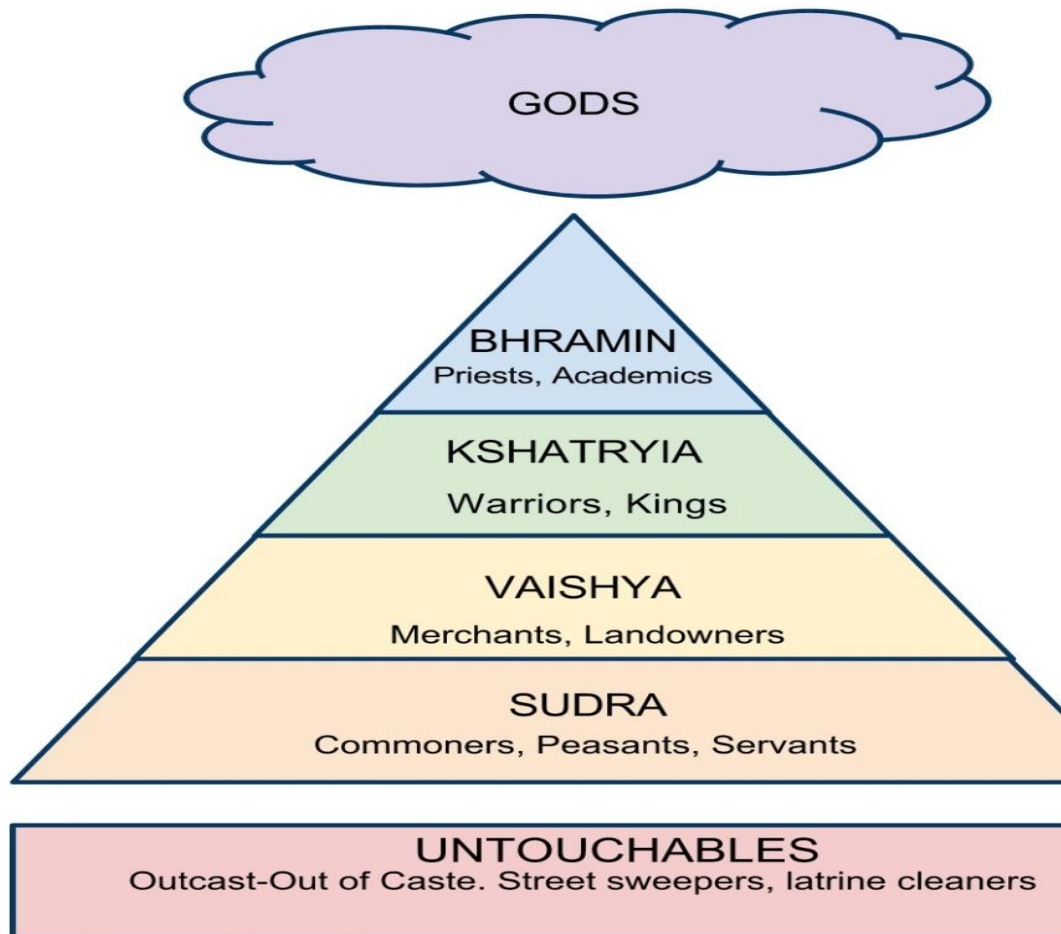 GODS
BHRAMIN
Priests, Academics
KSHATRYIA
Warriors, Kings
VAISHYA
Merchants, Landowners
SUDRA
Commoners, Peasants, Servants
UNTOUCHABLES
Outcast-Out of Caste. Street sweepers, latrine cleaners